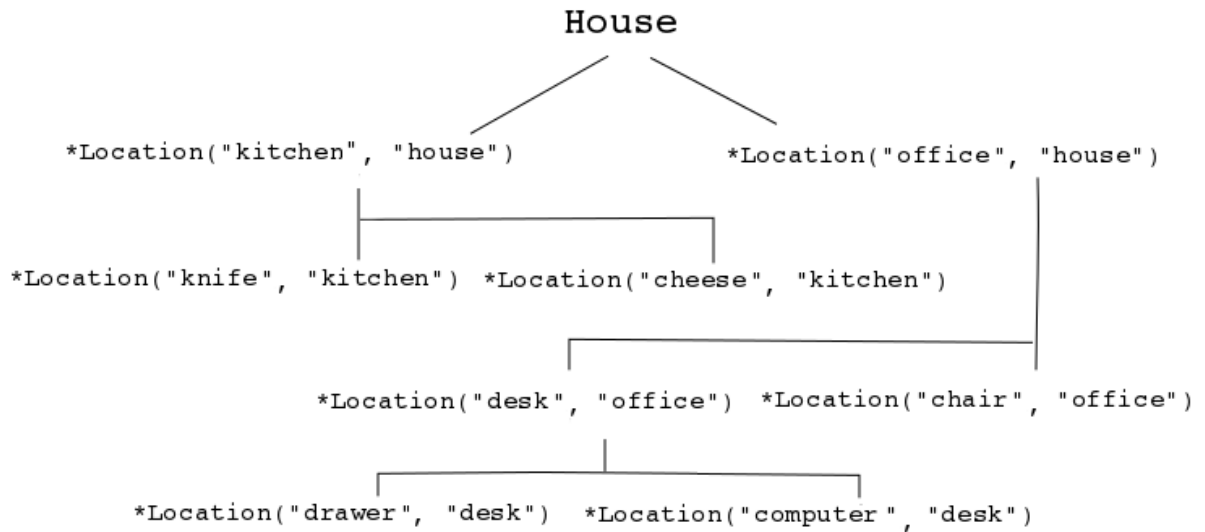 House
*Location("kitchen", "house")
*Location("office", "house")
*Location("knife", "kitchen")
*Location("cheese", "kitchen")
*Location("desk", "office")
*Location("chair", "office")
*Location("drawer", "desk")
*Location("computer", "desk")